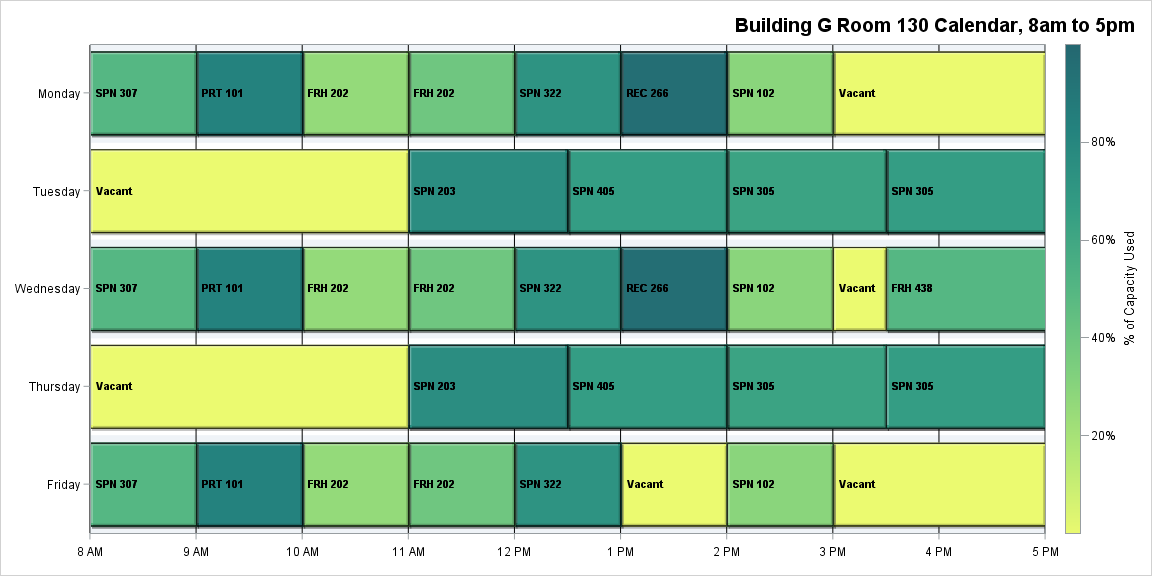 Building G Room 130 Calendar, 8am to 5pm
Monday SPN 307 PRT 101 FRH 202 FRH 202 SPN 322 REC 266 SPN 102 Vacant
Tuesday Vacant SPN 203 SPN 405 SPN 305 SPN 305
Wednesday SPN 307 PRT 101 FRH 202 FRH 202 SPN 322 REC 266 SPN 102 Vacant FRH 438
Thursday Vacant SPN 203 SPN 405 SPN 305 SPN 305
Friday SPN 307 PRT 101 FRH 202 FRH 202 SPN 322 Vacant SPN 102 Vacant
8 AM 9 AM 10 AM 11 AM 12 PM 1 PM 2 PM 3 PM 4 PM 5 PM
80%
60%
40%
20%
% of Capacity Used